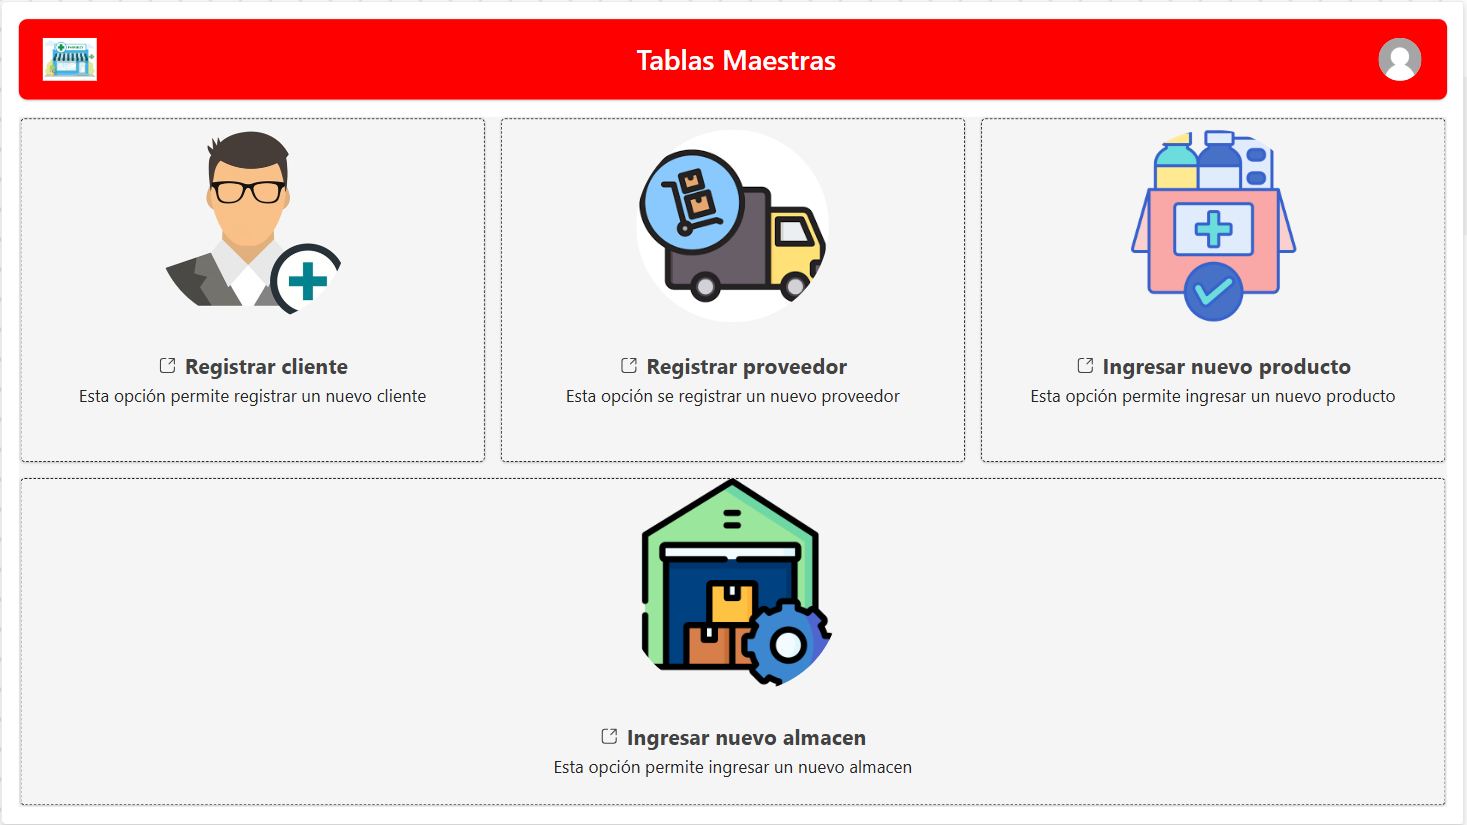 Tablas Maestras
Registrar cliente
Esta opción permite registrar un nuevo cliente
Registrar proveedor
Esta opción se registrar un nuevo proveedor
Ingresar nuevo producto
Esta opción permite ingresar un nuevo producto
Ingresar nuevo almacen
Esta opción permite ingresar un nuevo almacen